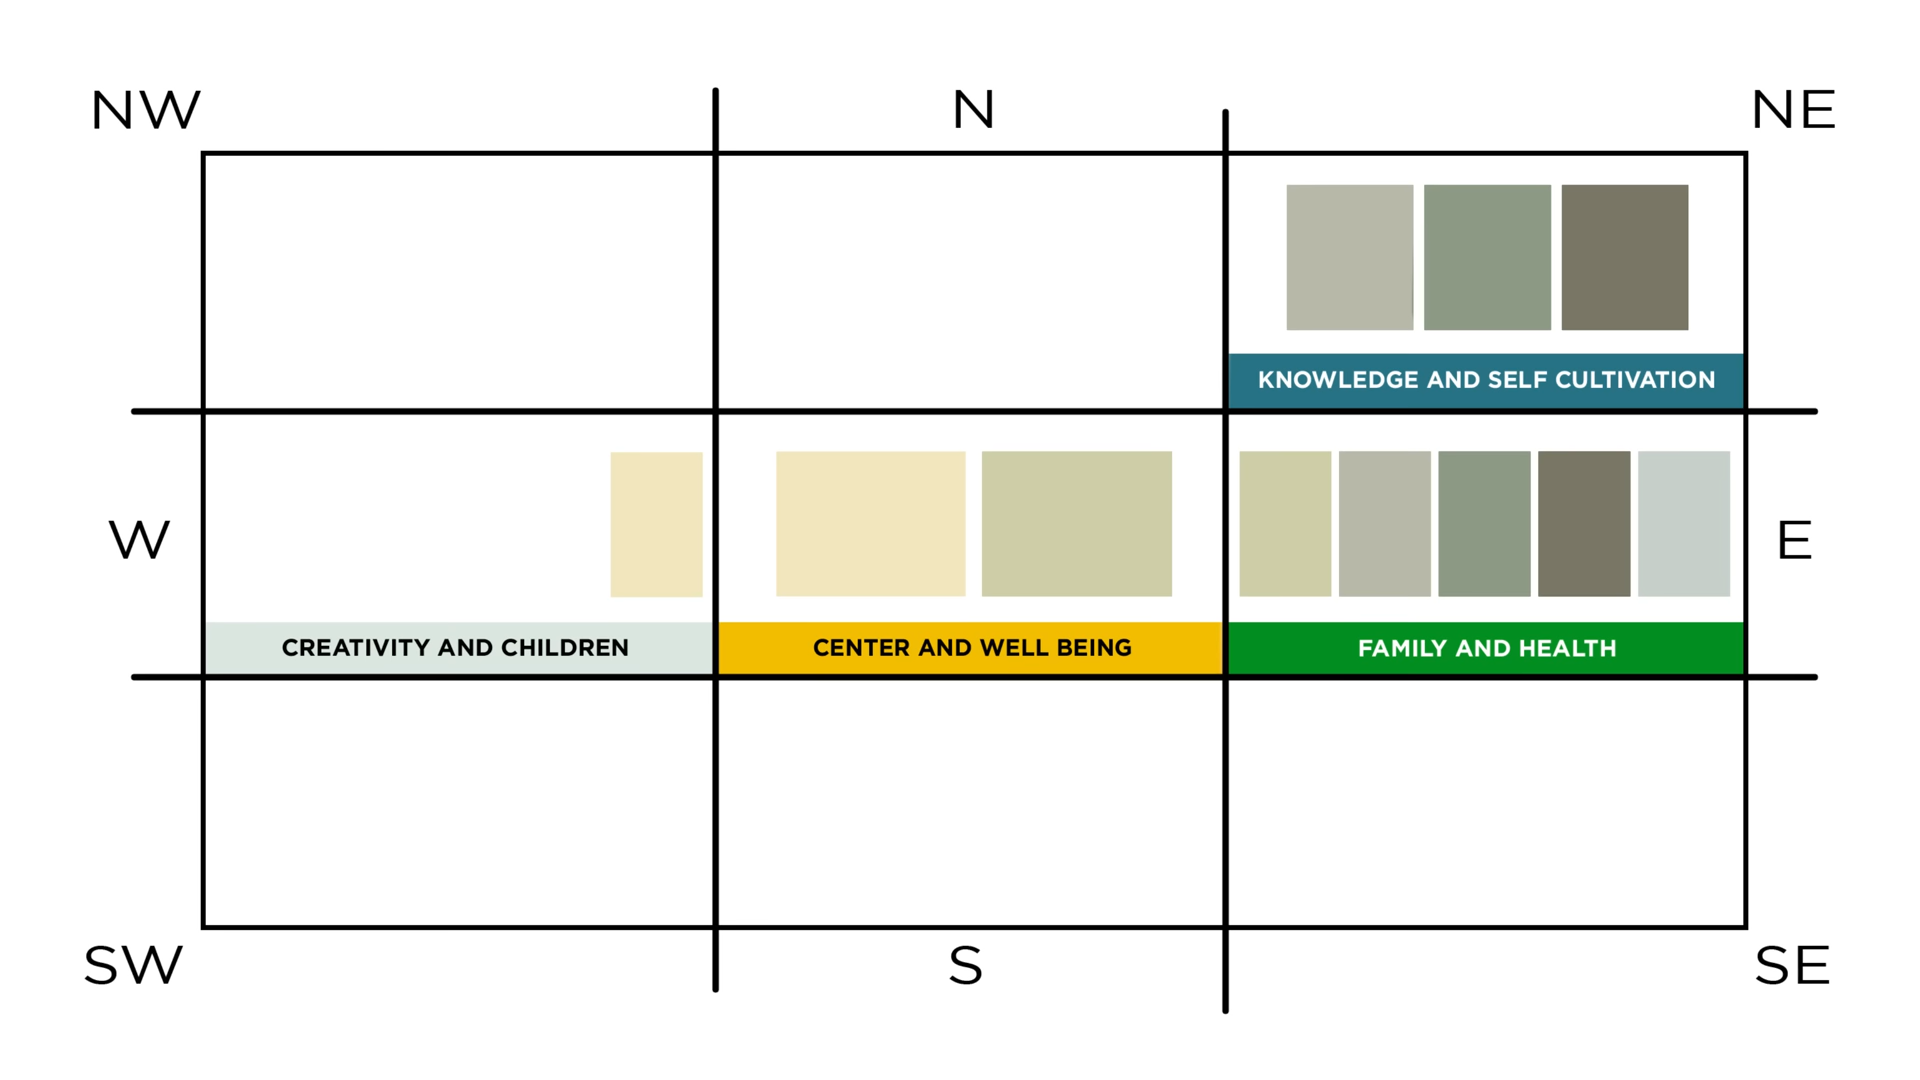 NW
N
NE
KNOWLEDGE AND SELF CULTIVATION
W
E
CREATIVITY AND CHILDREN
CENTER AND WELL BEING
FAMILY AND HEALTH
SW
S
SE